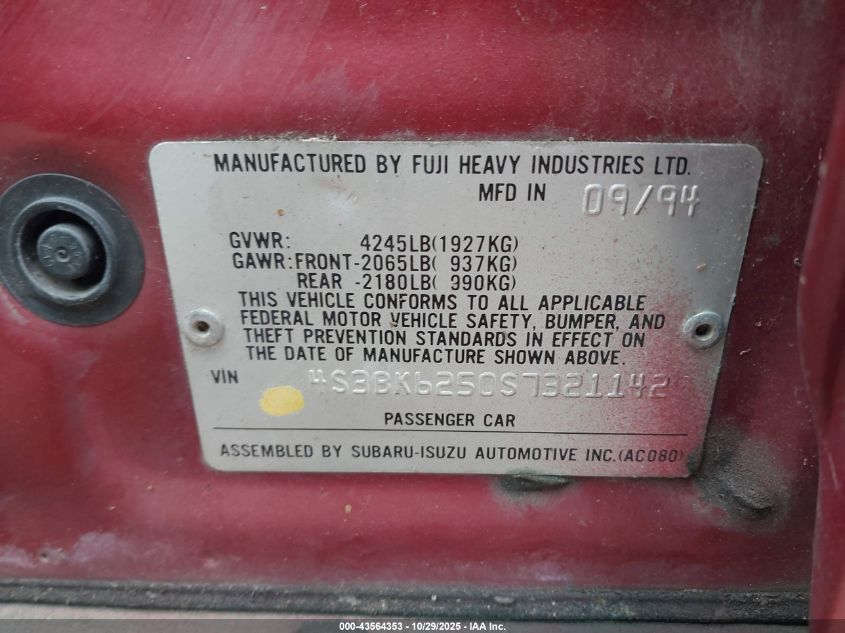 MANUFACTURED BY FUJI HEAVY INDUSTRIES LTD.
MFD IN 09/94
GVWR: 4245LB(1927KG)
GAWR:FRONT-2065LB( 937KG)
REAR -2180LB( 990KG)
THIS VEHICLE CONFORMS TO ALL APPLICABLE
FEDERAL MOTOR VEHICLE SAFETY, BUMPER, AND
THEFT PREVENTION STANDARDS IN EFFECT ON
THE DATE OF MANUFACTURE SHOWN ABOVE.
VIN 4S3BK6250S7321142
PASSENGER CAR
ASSEMBLED BY SUBARU-ISUZU AUTOMOTIVE INC.(AC080)
000-43564353 | 10/29/2025 - IAA Inc.